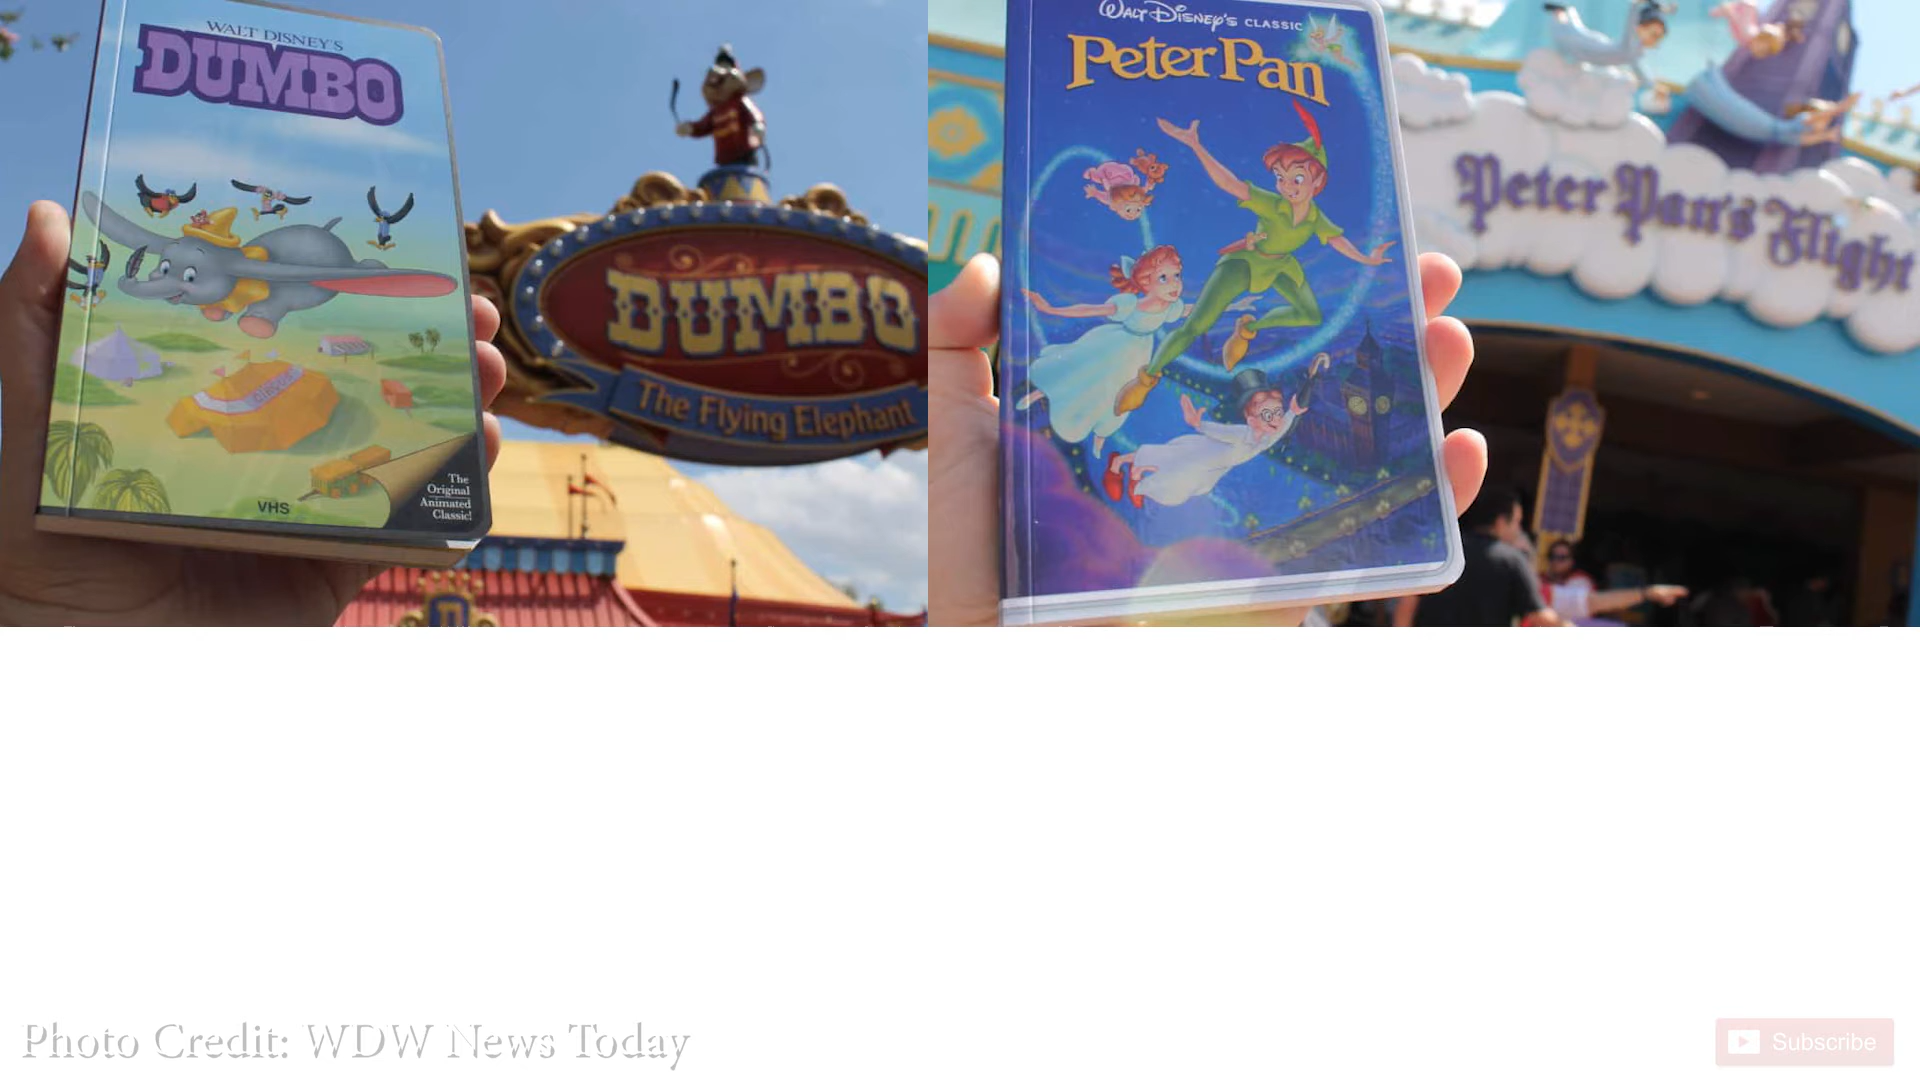 WALT DISNEY'S
DUMBO
CIRCUS
VHS
The
Original
Animated
Classic!
DUMBO
The Flying Elephant
WALT DISNEY'S CLASSIC
Peter Pan
Peter Pan's Flight
Photo Credit: WDW News Today
Subscribe